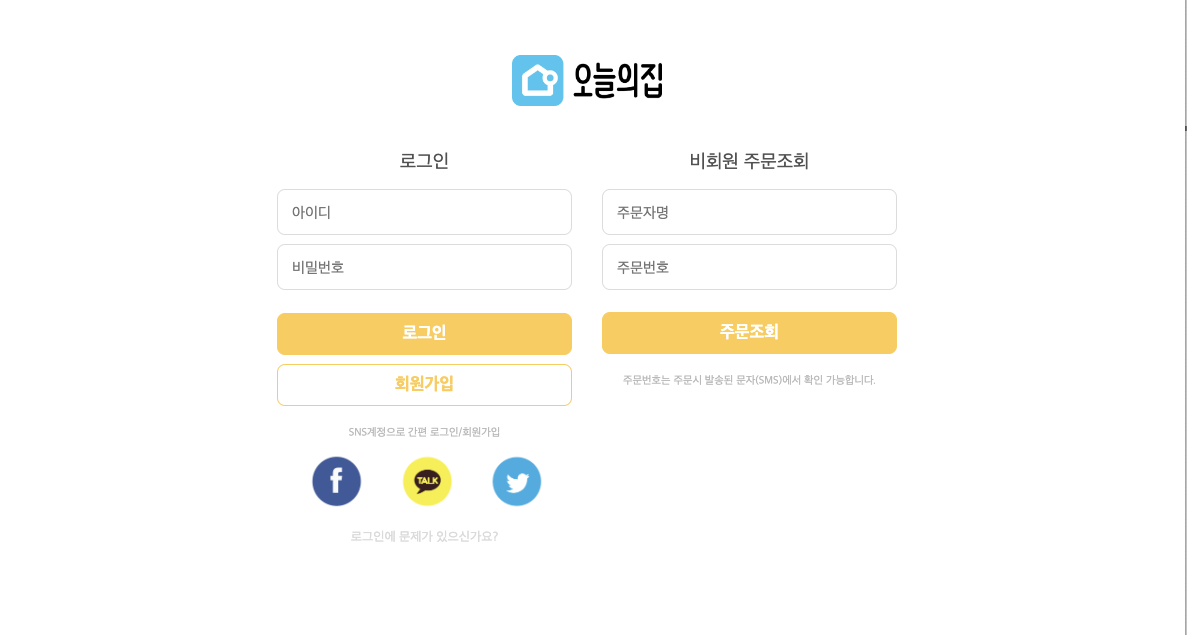 오늘의집
로그인
아이디
비밀번호
로그인
회원가입
SNS계정으로 간편 로그인/회원가입
f
TALK
로그인에 문제가 있으신가요?
비회원 주문조회
주문자명
주문번호
주문조회
주문번호는 주문시 발송된 문자(SMS)에서 확인 가능합니다.